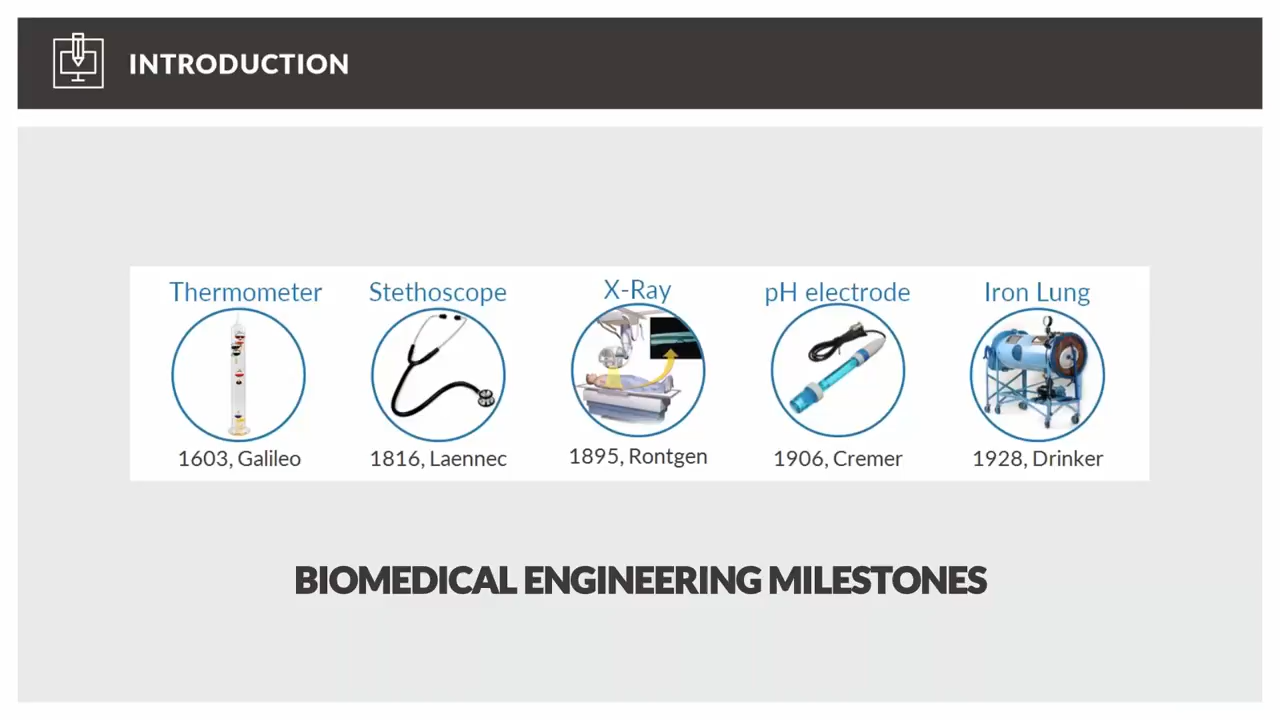 INTRODUCTION
Thermometer Stethoscope X-Ray pH electrode Iron Lung
1603, Galileo 1816, Laennec 1895, Rontgen 1906, Cremer 1928, Drinker
BIOMEDICAL ENGINEERING MILESTONES